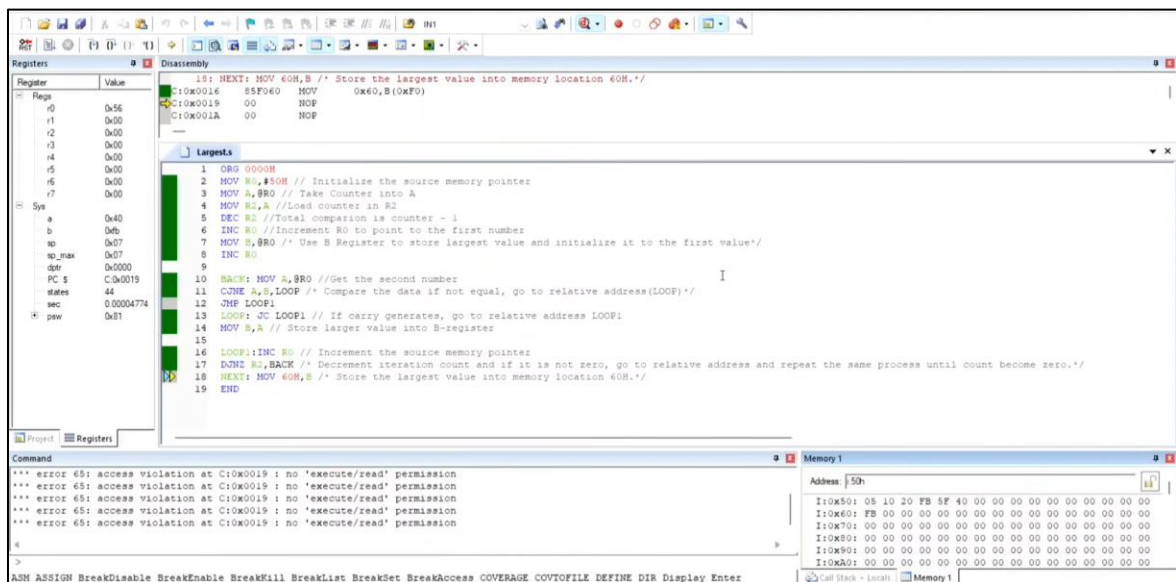 IN1
RST
Registers
Register Value
Regs
r0 0x56
r1 0x00
r2 0x00
r3 0x00
r4 0x00
r5 0x00
r6 0x00
r7 0x00
Sys
a 0x40
b 0xfb
sp 0x07
sp_max 0x07
dptr 0x0000
PC $ C:0x0019
states 44
sec 0.00004774
psw 0x81
Project Registers
Disassembly
18: NEXT: MOV 60H,B /* Store the largest value into memory location 60H.*/
C:0x0016 85F060 MOV 0x60,B(0xF0)
C:0x0019 00 NOP
C:0x001A 00 NOP
Largest.s
1 ORG 0000H
2 MOV R0,#50H // Initialize the source memory pointer
3 MOV A,@R0 // Take Counter into A
4 MOV R2,A //Load counter in R2
5 DEC R2 //Total comparion is counter - 1
6 INC R0 //Increment R0 to point to the first number
7 MOV B,@R0 /* Use B Register to store largest value and initialize it to the first value*/
8 INC R0
9
10 BACK: MOV A,@R0 //Get the second number
11 CJNE A,B,LOOP /* Compare the data if not equal, go to relative address(LOOP)*/
12 JMP LOOP1
13 LOOP: JC LOOP1 // If carry generates, go to relative address LOOP1
14 MOV B,A // Store larger value into B-register
16 LOOP1:INC R0 // Increment the source memory pointer
17 DJNZ R2,BACK /* Decrement iteration count and if it is not zero, go to relative address and repeat the same process until count become zero.*/
18 NEXT: MOV 60H,B /* Store the largest value into memory location 60H.*/
19 END
Command
*** error 65: access violation at C:0x0019 : no 'execute/read' permission
*** error 65: access violation at C:0x0019 : no 'execute/read' permission
*** error 65: access violation at C:0x0019 : no 'execute/read' permission
*** error 65: access violation at C:0x0019 : no 'execute/read' permission
*** error 65: access violation at C:0x0019 : no 'execute/read' permission
>
ASM ASSIGN BreakDisable BreakEnable BreakKill BreakList BreakSet BreakAccess COVERAGE COVTOFILE DEFINE DIR Display Enter
Memory 1
Address: i:50h
I:0x50: 05 10 20 FB 5F 40 00 00 00 00 00 00 00 00 00 00
I:0x60: FB 00 00 00 00 00 00 00 00 00 00 00 00 00 00 00
I:0x70: 00 00 00 00 00 00 00 00 00 00 00 00 00 00 00 00
I:0x80: 00 00 00 00 00 00 00 00 00 00 00 00 00 00 00 00
I:0x90: 00 00 00 00 00 00 00 00 00 00 00 00 00 00 00 00
I:0xA0: 00 00 00 00 00 00 00 00 00 00 00 00 00 00 00 00
Call Stack + Locals Memory 1